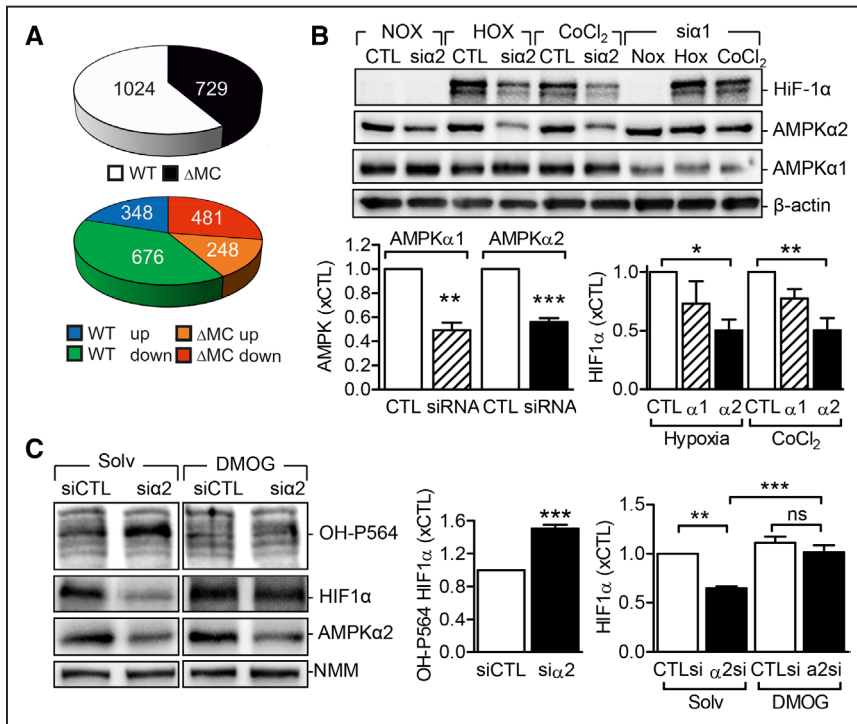 A
1024 729
WT ΔMC
348 481
676 248
WT up ΔMC up
WT down ΔMC down
B
NOX HOX CoCl2 siα1
CTL siα2 CTL siα2 CTL siα2 Nox Hox CoCl2
HiF-1α
AMPKα2
AMPKα1
β-actin
AMPK (xCTL)
AMPKα1 AMPKα2
1.0
0.8
0.6
0.4
0.2
0.0
** ***
CTL siRNA CTL siRNA
HIF1α (xCTL)
1.0
0.5
0.0
* **
CTL α1 α2 CTL α1 α2
Hypoxia CoCl2
C
Solv DMOG
siCTL siα2 siCTL siα2
OH-P564
HIF1α
AMPKα2
NMM
OH-P564 HIF1α (xCTL)
1.6
1.2
0.8
0.4
0.0
***
siCTL siα2
HIF1α (xCTL)
1.5
1.0
0.5
0.0
***
** ns
CTLsi α2si CTLsi a2si
Solv DMOG